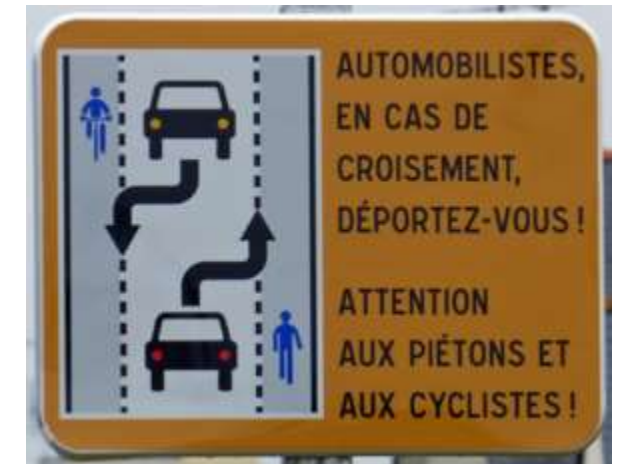 AUTOMOBILISTES,
EN CAS DE
CROISEMENT,
DÉPORTEZ-VOUS !
ATTENTION
AUX PIÉTONS ET
AUX CYCLISTES !